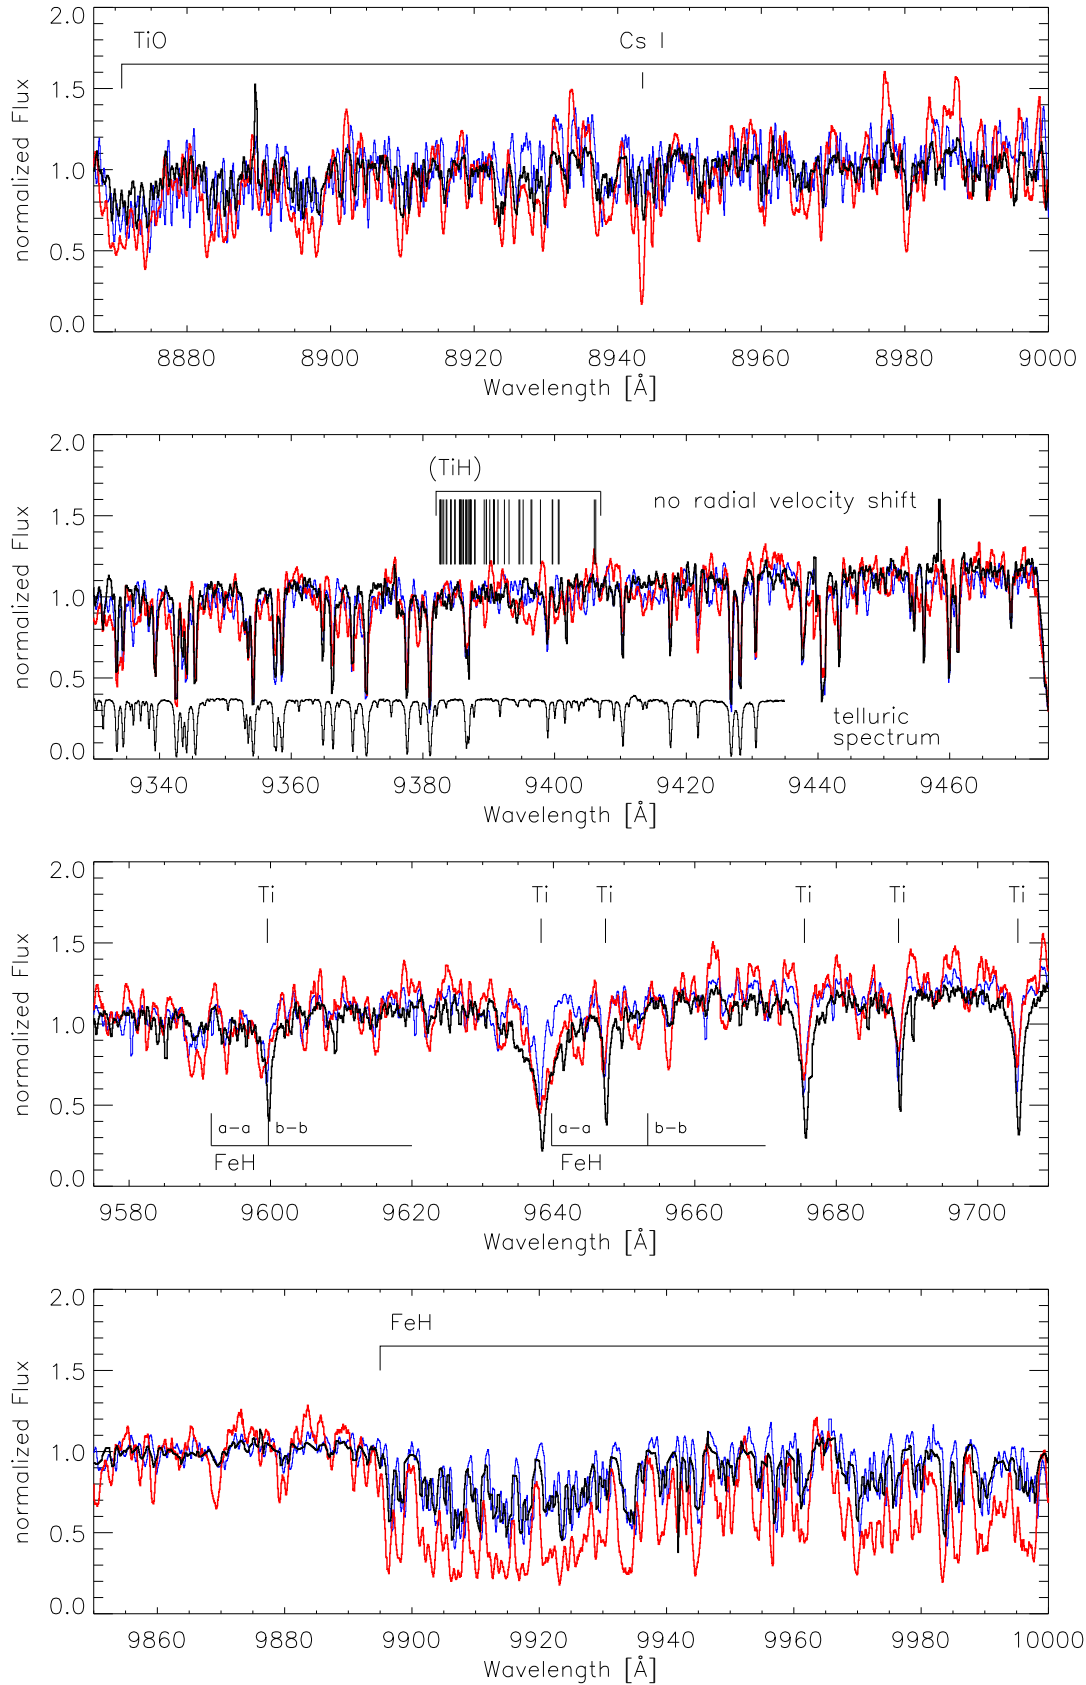 2.0
TiO
Cs I
1.5
1.0
0.5
0.0
normalized Flux
8880 8900 8920 8940 8960 8980 9000
Wavelength [Å]
2.0
(TiH)
no radial velocity shift
1.5
1.0
0.5
0.0
normalized Flux
telluric
spectrum
9340 9360 9380 9400 9420 9440 9460
Wavelength [Å]
2.0
Ti Ti Ti Ti Ti Ti
1.5
1.0
0.5
0.0
normalized Flux
a-a b-b a-a b-b
FeH FeH
9580 9600 9620 9640 9660 9680 9700
Wavelength [Å]
2.0
FeH
1.5
1.0
0.5
0.0
normalized Flux
9860 9880 9900 9920 9940 9960 9980 10000
Wavelength [Å]